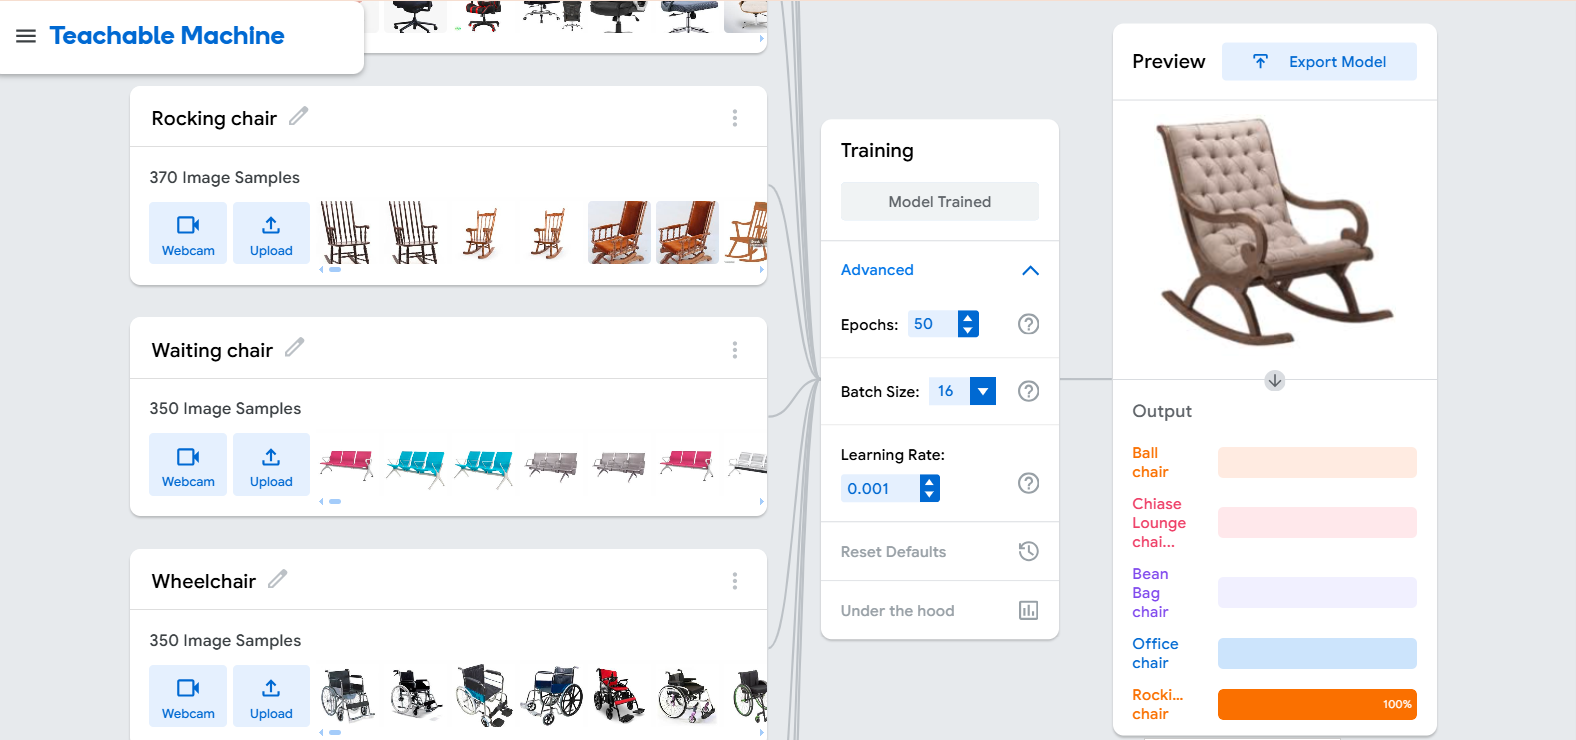 Teachable Machine
Rocking chair
370 Image Samples
Webcam
Upload
Waiting chair
350 Image Samples
Webcam
Upload
Wheelchair
350 Image Samples
Webcam
Upload
Training
Model Trained
Advanced
Epochs: 50
Batch Size: 16
Learning Rate:
0.001
Reset Defaults
Under the hood
Preview
Export Model
Output
Ball
chair
Chiase
Lounge
chai...
Bean
Bag
chair
Office
chair
Rocki...
chair
100%